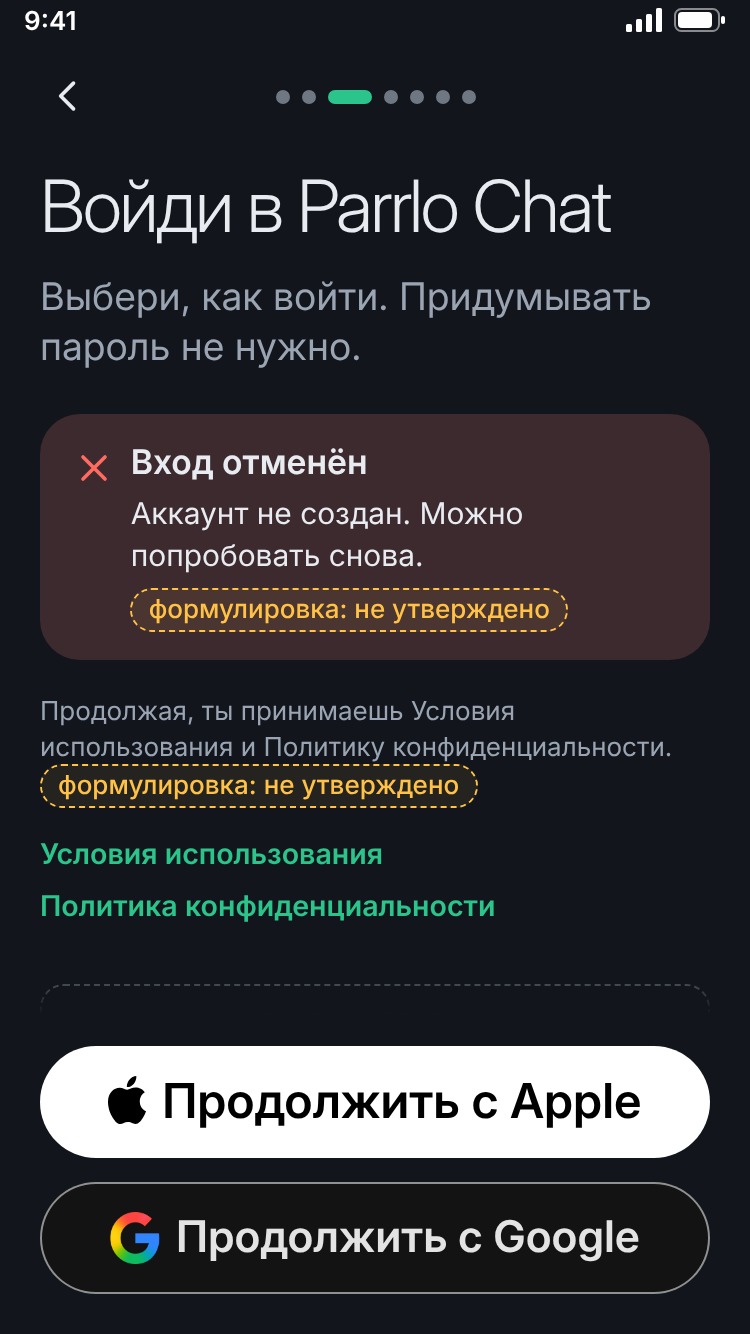 9:41
Войди в Parrlo Chat
Выбери, как войти. Придумывать
пароль не нужно.
Вход отменён
Аккаунт не создан. Можно
попробовать снова.
формулировка: не утверждено
Продолжая, ты принимаешь Условия
использования и Политику конфиденциальности.
формулировка: не утверждено
Условия использования
Политика конфиденциальности
Продолжить с Apple
Продолжить с Google